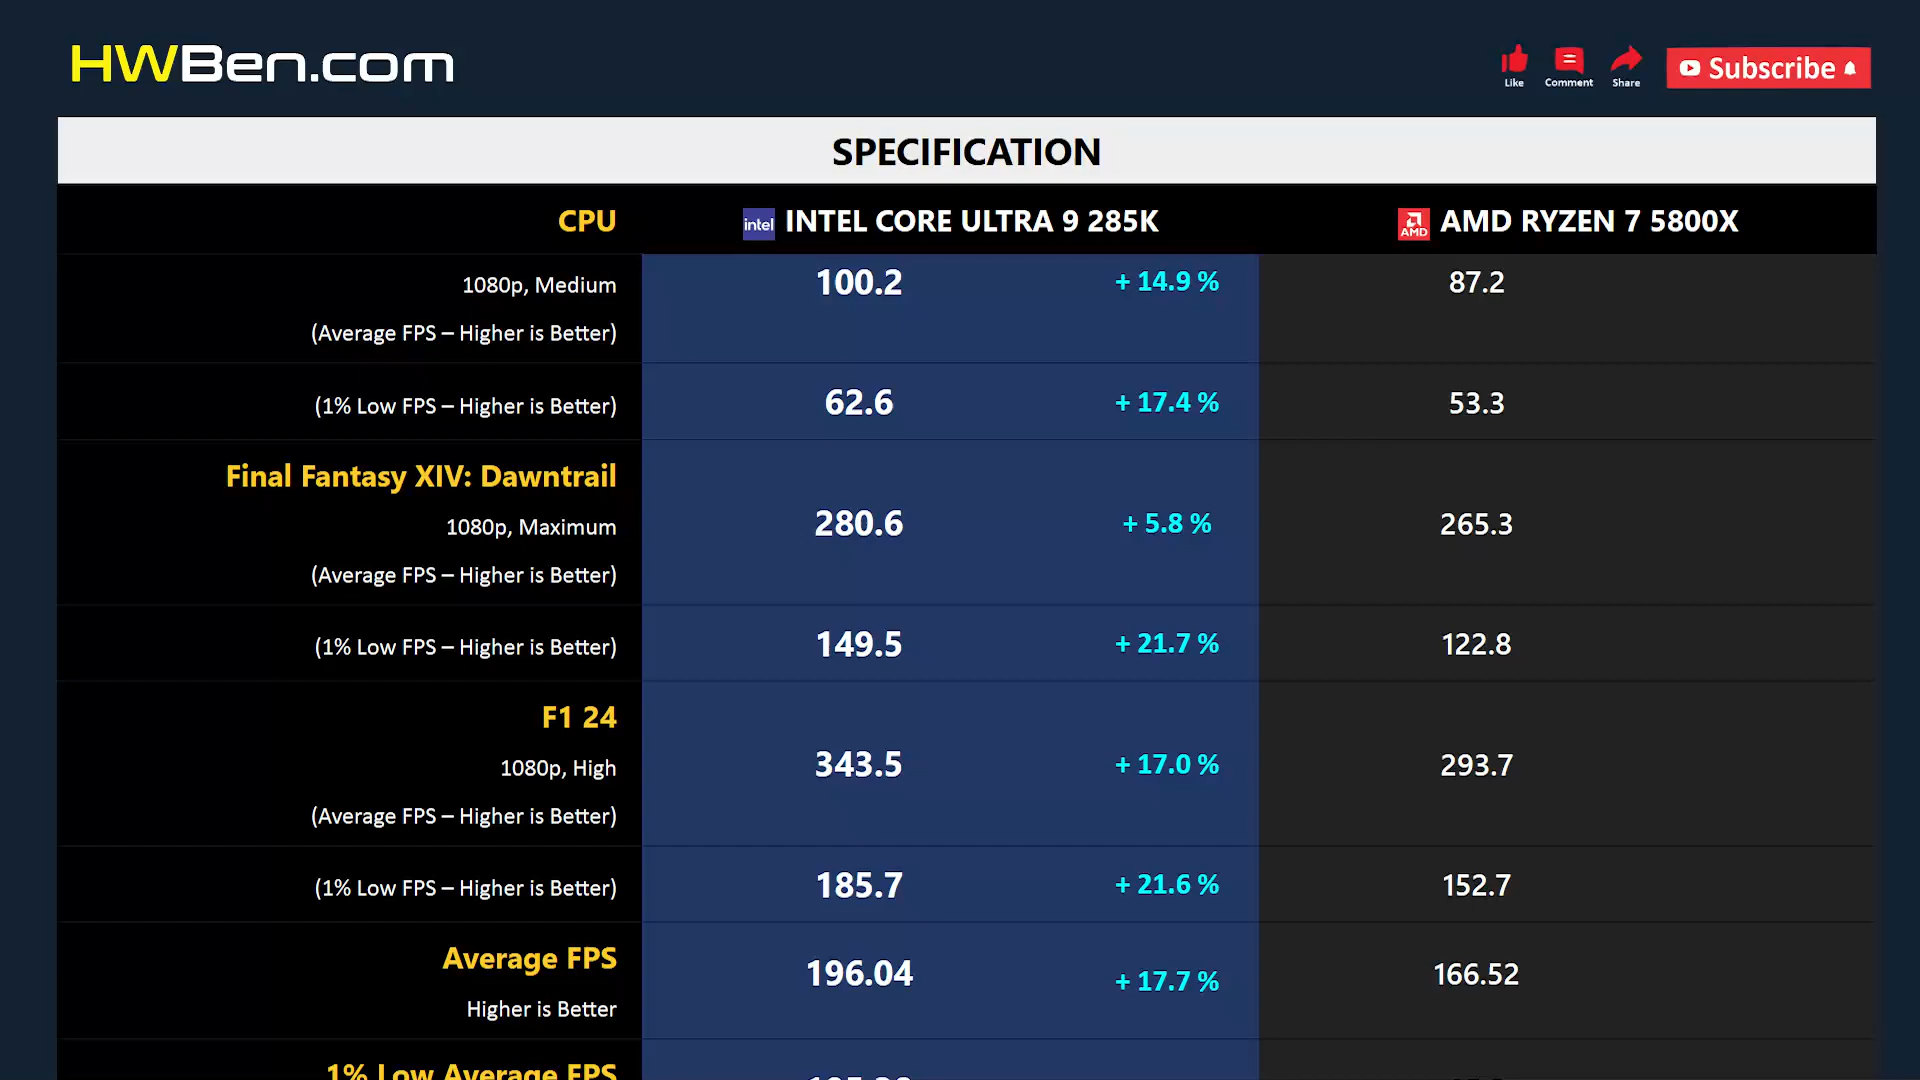 HWBen.com
Like
Comment
Share
Subscribe
SPECIFICATION
CPU intel INTEL CORE ULTRA 9 285K AMD AMD RYZEN 7 5800X
1080p, Medium 100.2 + 14.9 % 87.2
(Average FPS – Higher is Better)
(1% Low FPS – Higher is Better) 62.6 + 17.4 % 53.3
Final Fantasy XIV: Dawntrail
1080p, Maximum 280.6 + 5.8 % 265.3
(Average FPS – Higher is Better)
(1% Low FPS – Higher is Better) 149.5 + 21.7 % 122.8
F1 24
1080p, High 343.5 + 17.0 % 293.7
(Average FPS – Higher is Better)
(1% Low FPS – Higher is Better) 185.7 + 21.6 % 152.7
Average FPS 196.04 + 17.7 % 166.52
Higher is Better
1% Low Average FPS